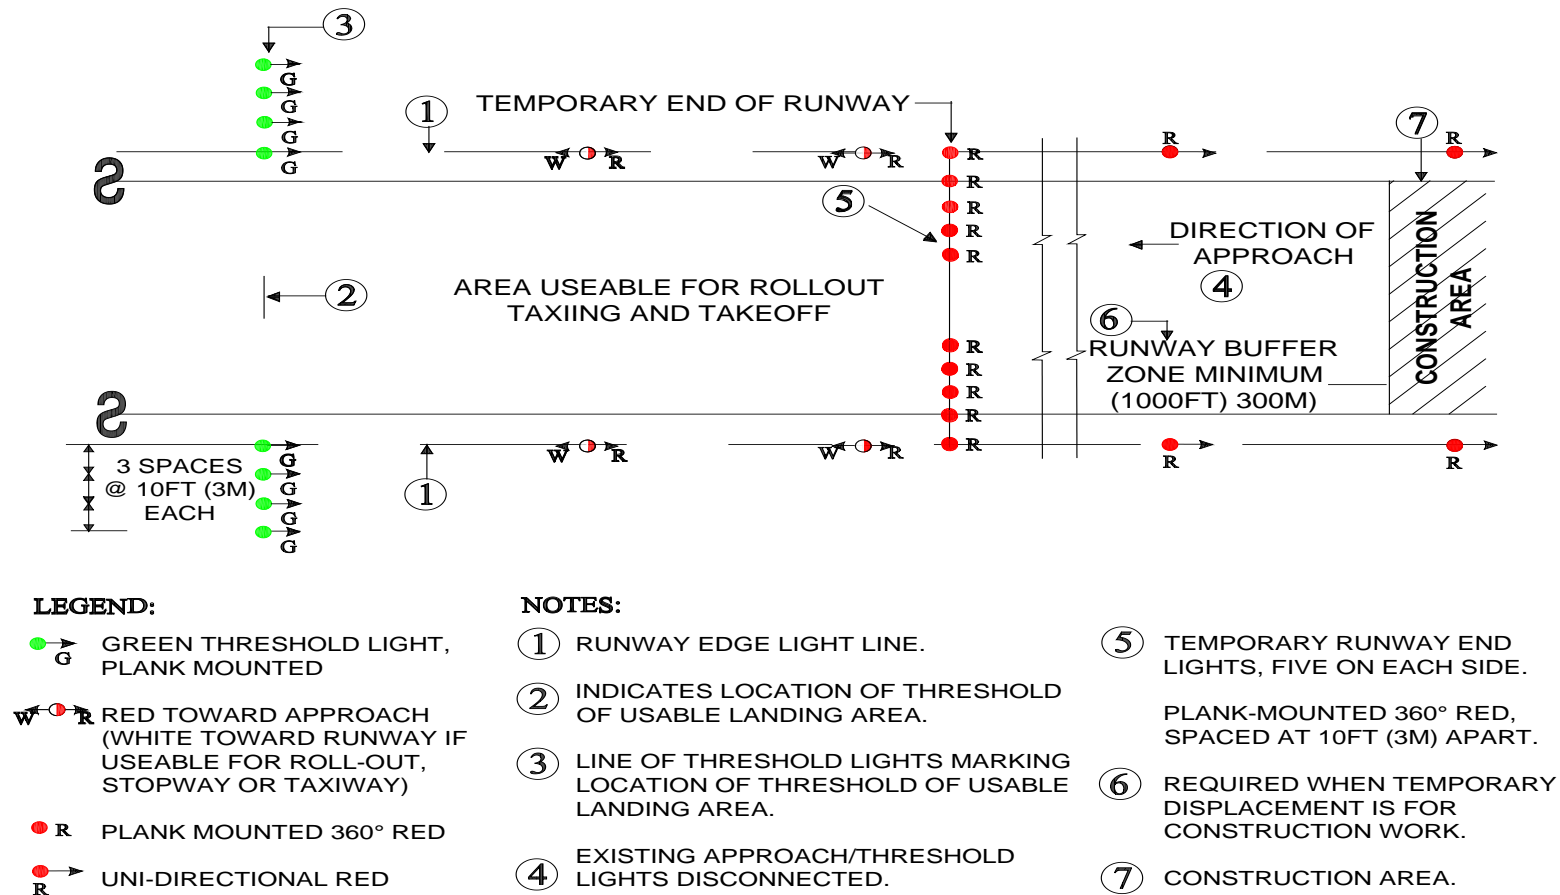 3
G
G
G
G
1
TEMPORARY END OF RUNWAY
7
W R
W R
R
R
R
R
R
R
R
S
5
DIRECTION OF
APPROACH
4
CONSTRUCTION
AREA
2
AREA USEABLE FOR ROLLOUT
TAXIING AND TAKEOFF
6
RUNWAY BUFFER
ZONE MINIMUM
(1000FT) 300M)
R
R
R
R
R
S
W R
W R
R
R
G
G
G
G
3 SPACES
@ 10FT (3M)
EACH
1
LEGEND:
G
GREEN THRESHOLD LIGHT,
PLANK MOUNTED
W R
RED TOWARD APPROACH
(WHITE TOWARD RUNWAY IF
USEABLE FOR ROLL-OUT,
STOPWAY OR TAXIWAY)
R PLANK MOUNTED 360° RED
R
UNI-DIRECTIONAL RED
NOTES:
1 RUNWAY EDGE LIGHT LINE.
2 INDICATES LOCATION OF THRESHOLD
OF USABLE LANDING AREA.
3 LINE OF THRESHOLD LIGHTS MARKING
LOCATION OF THRESHOLD OF USABLE
LANDING AREA.
4 EXISTING APPROACH/THRESHOLD
LIGHTS DISCONNECTED.
5 TEMPORARY RUNWAY END
LIGHTS, FIVE ON EACH SIDE.
PLANK-MOUNTED 360° RED,
SPACED AT 10FT (3M) APART.
6 REQUIRED WHEN TEMPORARY
DISPLACEMENT IS FOR
CONSTRUCTION WORK.
7 CONSTRUCTION AREA.